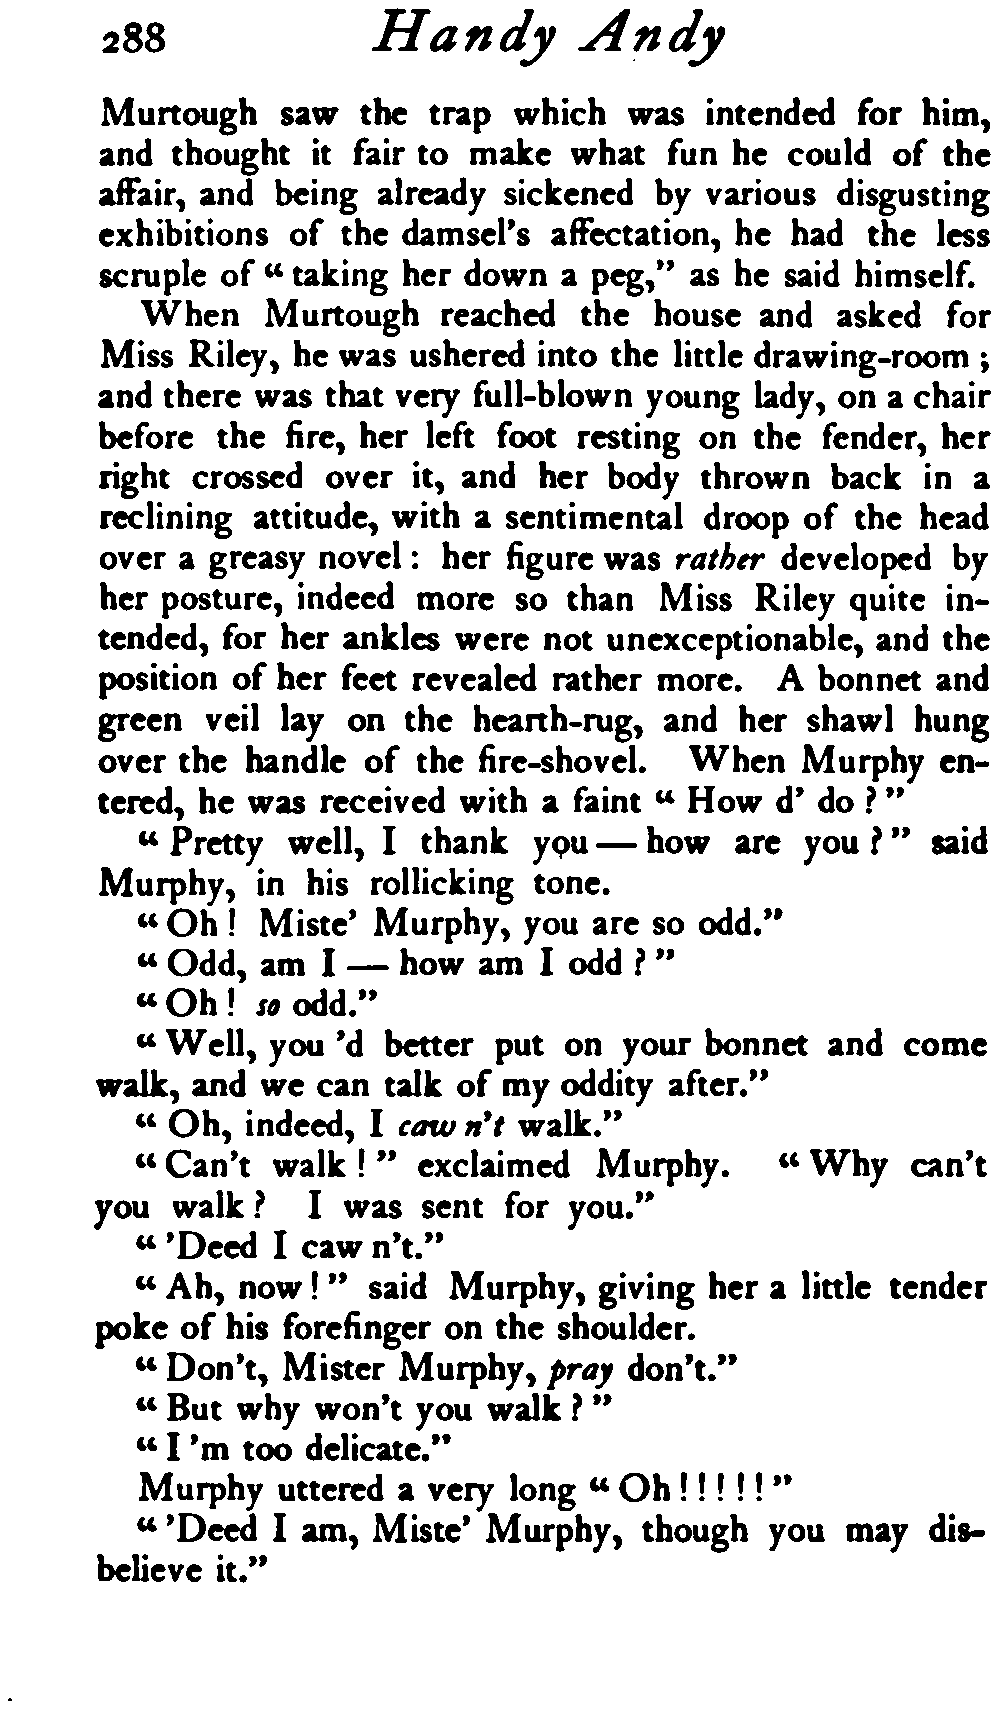 288 Handy Andy
Murtough saw the trap which was intended for him,
and thought it fair to make what fun he could of the
affair, and being already sickened by various disgusting
exhibitions of the damsel's affectation, he had the less
scruple of "taking her down a peg," as he said himself.
When Murtough reached the house and asked for
Miss Riley, he was ushered into the little drawing-room;
and there was that very full-blown young lady, on a chair
before the fire, her left foot resting on the fender, her
right crossed over it, and her body thrown back in a
reclining attitude, with a sentimental droop of the head
over a greasy novel: her figure was rather developed by
her posture, indeed more so than Miss Riley quite in-
tended, for her ankles were not unexceptionable, and the
position of her feet revealed rather more. A bonnet and
green veil lay on the hearth-rug, and her shawl hung
over the handle of the fire-shovel. When Murphy en-
tered, he was received with a faint "How d' do?"
"Pretty well, I thank you — how are you?" said
Murphy, in his rollicking tone.
"Oh! Miste' Murphy, you are so odd."
"Odd, am I — how am I odd?"
"Oh! so odd."
"Well, you 'd better put on your bonnet and come
walk, and we can talk of my oddity after."
"Oh, indeed, I caw n't walk."
"Can't walk!" exclaimed Murphy. "Why can't
you walk? I was sent for you."
"'Deed I caw n't."
"Ah, now!" said Murphy, giving her a little tender
poke of his forefinger on the shoulder.
"Don't, Mister Murphy, pray don't."
"But why won't you walk?"
"I 'm too delicate."
Murphy uttered a very long "Oh!!!!!"
"'Deed I am, Miste' Murphy, though you may dis-
believe it."